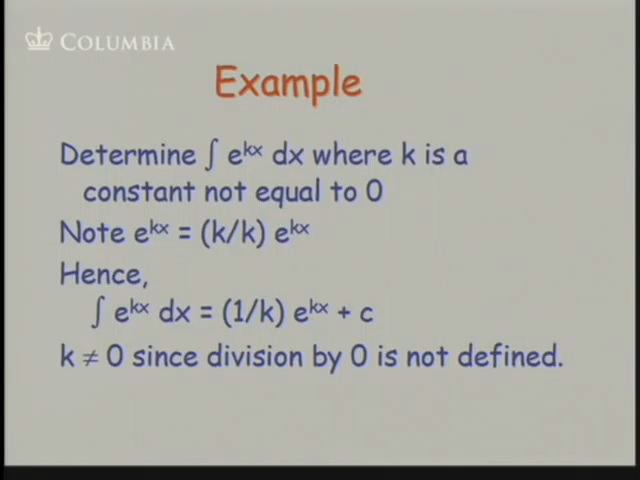 COLUMBIA
Example
Determine ∫ e^kx dx where k is a
constant not equal to 0
Note e^kx = (k/k) e^kx
Hence,
∫ e^kx dx = (1/k) e^kx + c
k ≠ 0 since division by 0 is not defined.